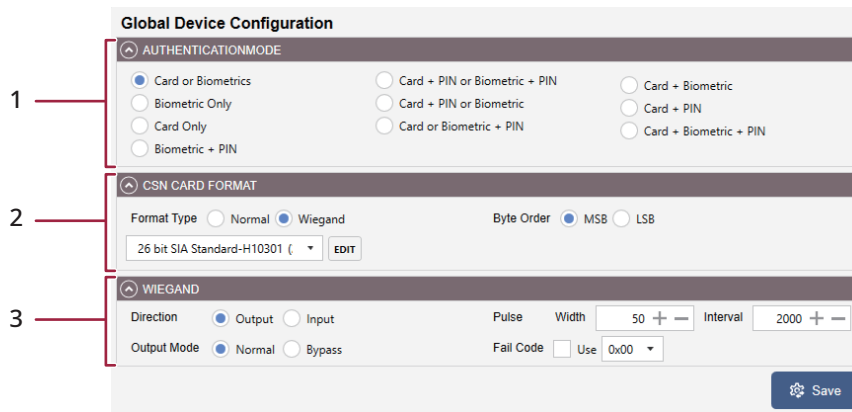 Global Device Configuration
1
AUTHENTICATIONMODE
Card or Biometrics
Biometric Only
Card Only
Biometric + PIN
Card + PIN or Biometric + PIN
Card + PIN or Biometric
Card or Biometric + PIN
Card + Biometric
Card + PIN
Card + Biometric + PIN
2
CSN CARD FORMAT
Format Type Normal Wiegand Byte Order MSB LSB
26 bit SIA Standard-H10301 (. EDIT
3
WIEGAND
Direction Output Input Pulse Width 50 + − Interval 2000 + −
Output Mode Normal Bypass Fail Code Use 0x00
Save